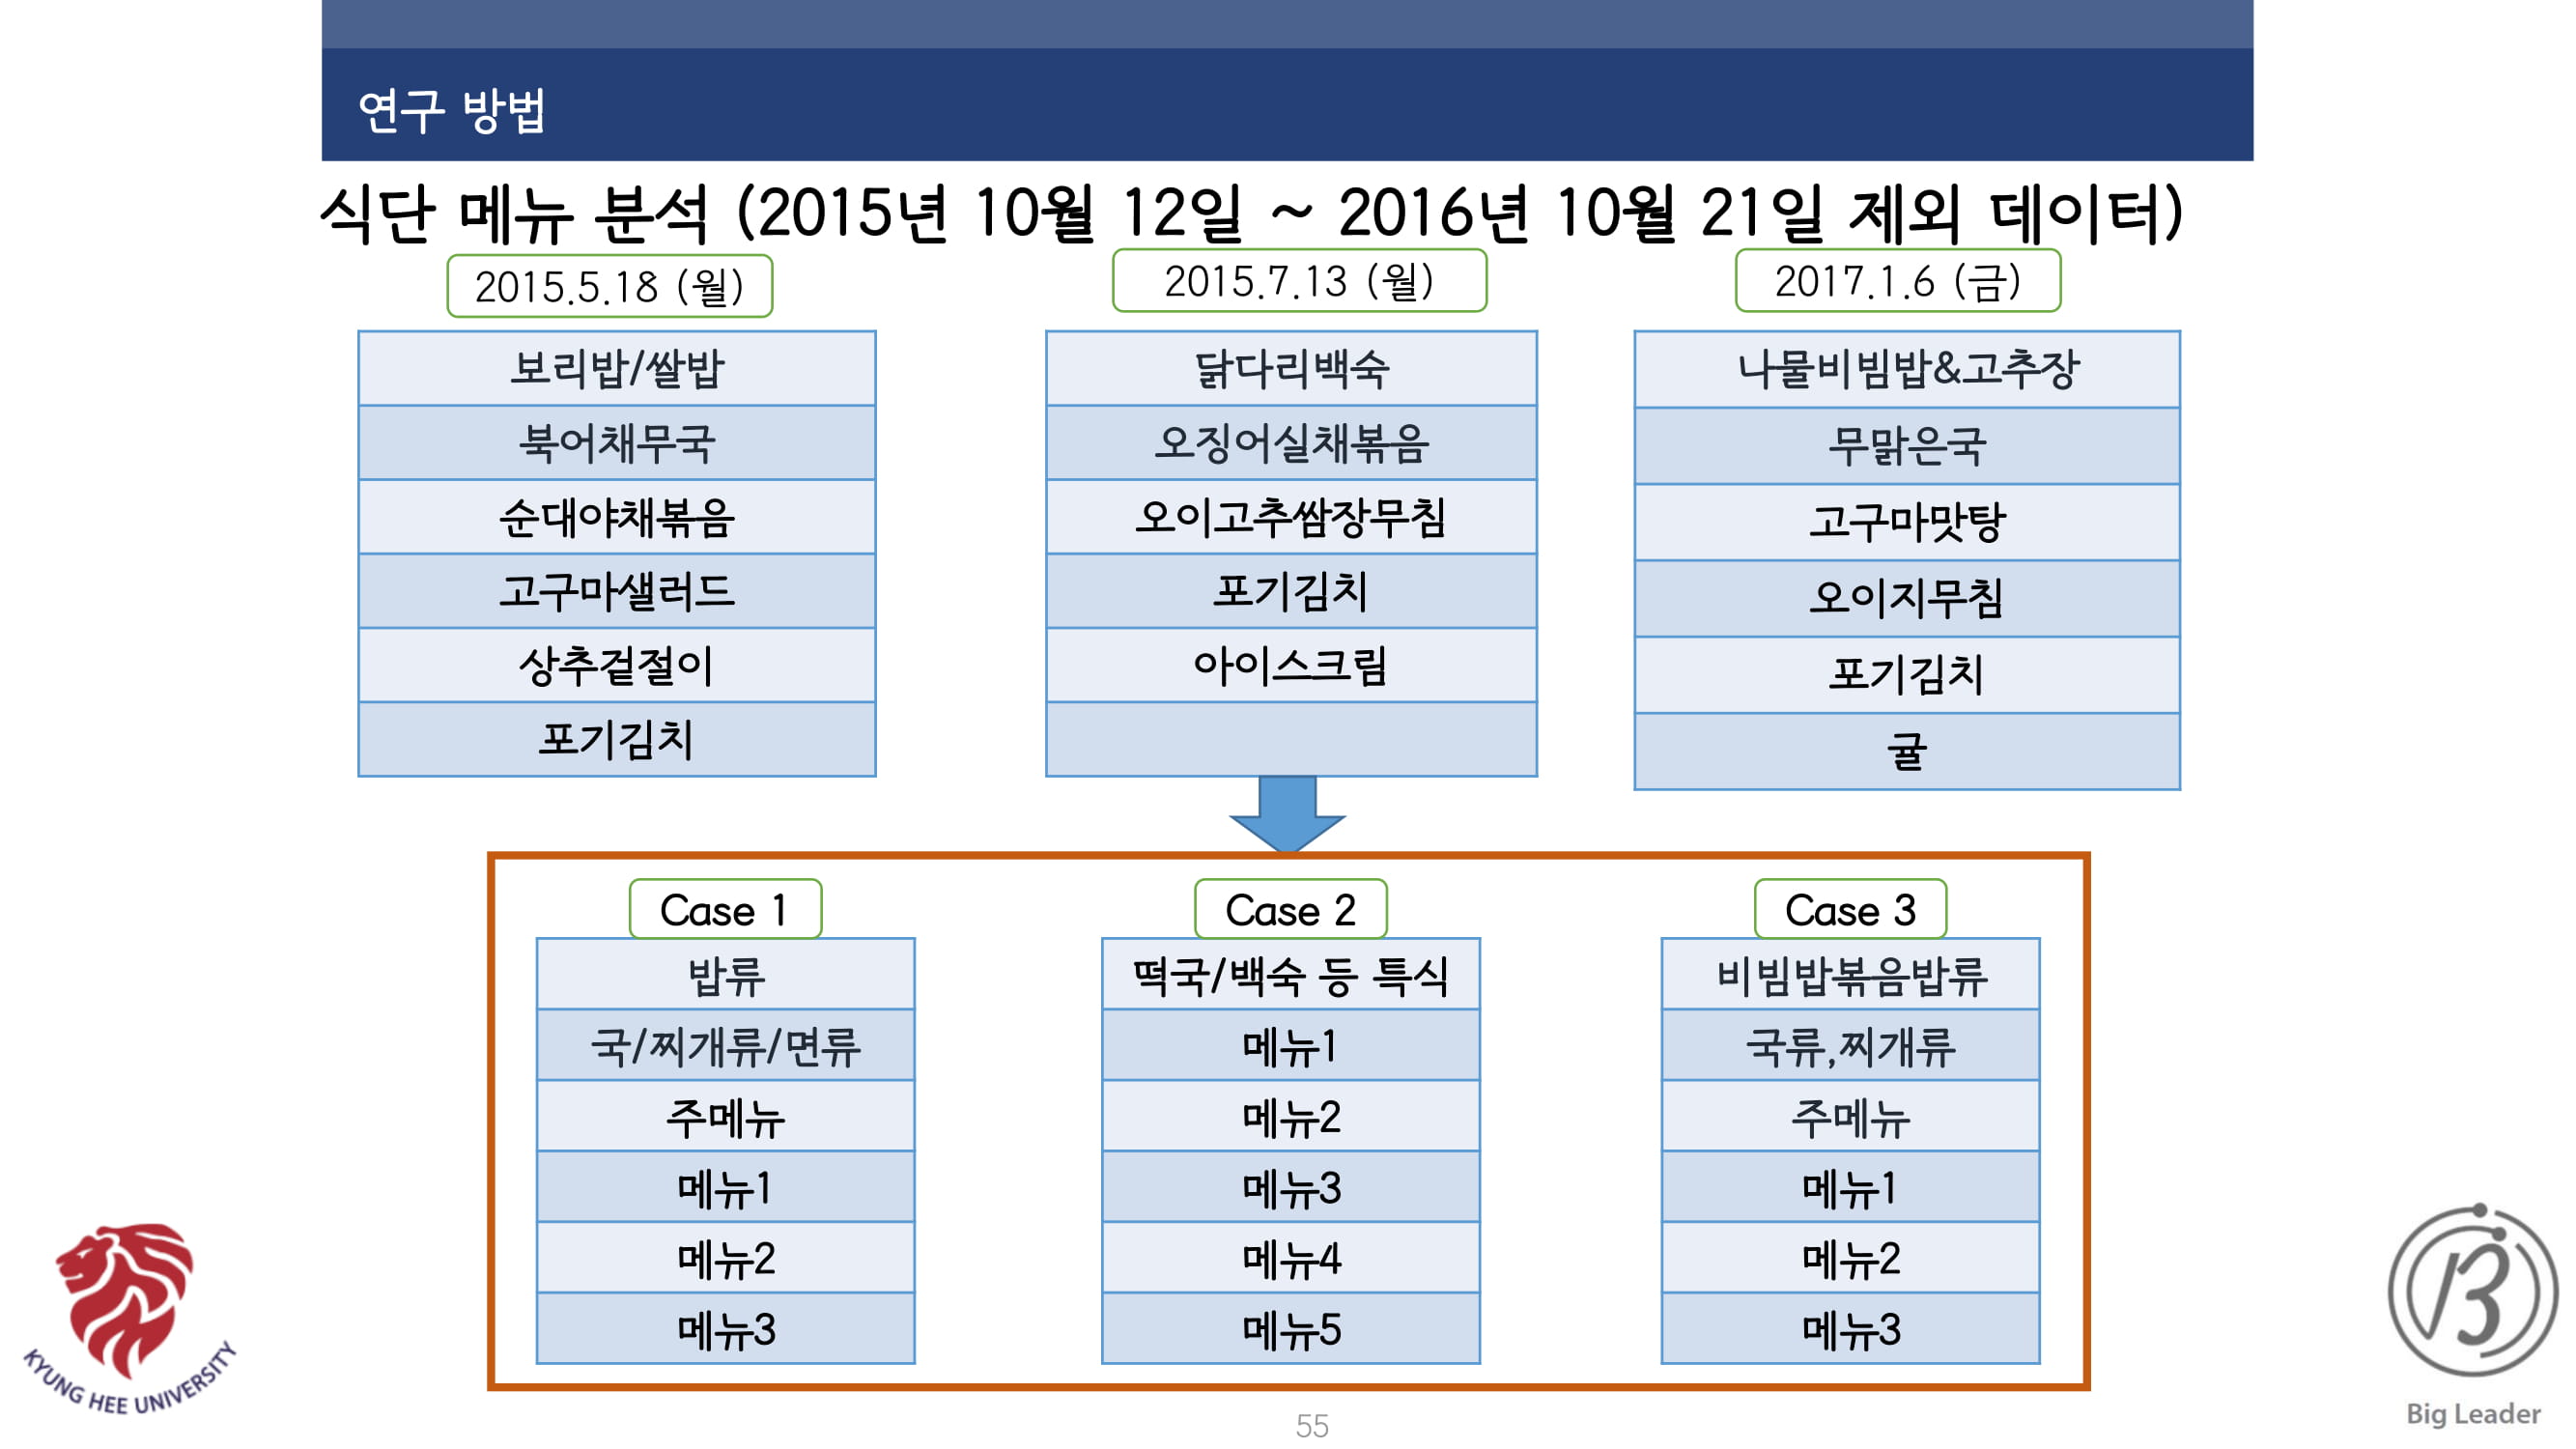 연구 방법
식단 메뉴 분석 (2015년 10월 12일 ~ 2016년 10월 21일 제외 데이터)
2015.5.18 (월)
보리밥/쌀밥
북어채무국
순대야채볶음
고구마샐러드
상추겉절이
포기김치
2015.7.13 (월)
닭다리백숙
오징어실채볶음
오이고추쌈장무침
포기김치
아이스크림
2017.1.6 (금)
나물비빔밥&고추장
무맑은국
고구마맛탕
오이지무침
포기김치
귤
Case 1
밥류
국/찌개류/면류
주메뉴
메뉴1
메뉴2
메뉴3
Case 2
떡국/백숙 등 특식
메뉴1
메뉴2
메뉴3
메뉴4
메뉴5
Case 3
비빔밥볶음밥류
국류,찌개류
주메뉴
메뉴1
메뉴2
메뉴3
KYUNG HEE UNIVERSITY
Big Leader
55